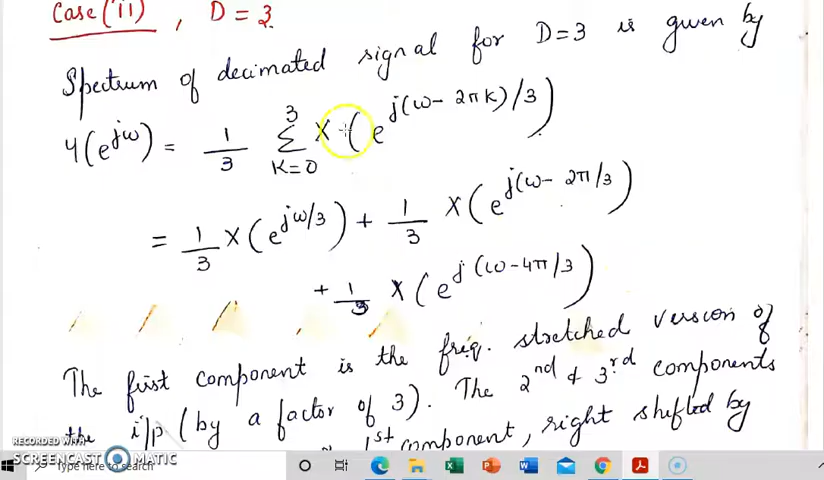 Case(ii), D = 3
Spectrum of decimated signal for D=3 is given by
Y(e^{jω}) = 1/3 ∑_{K=0}^{3} X(e^{j(ω-2πk)/3})
= 1/3 X(e^{jω/3}) + 1/3 X(e^{j(ω-2π/3})
+ 1/3 X(e^{j(ω-4π/3})
The first component is the freq. stretched version of
the i/p (by a factor of 3). The 2nd & 3rd components
1st component, right shifted by
RECORDED WITH
SCREENCAST MATIC
Type here to search